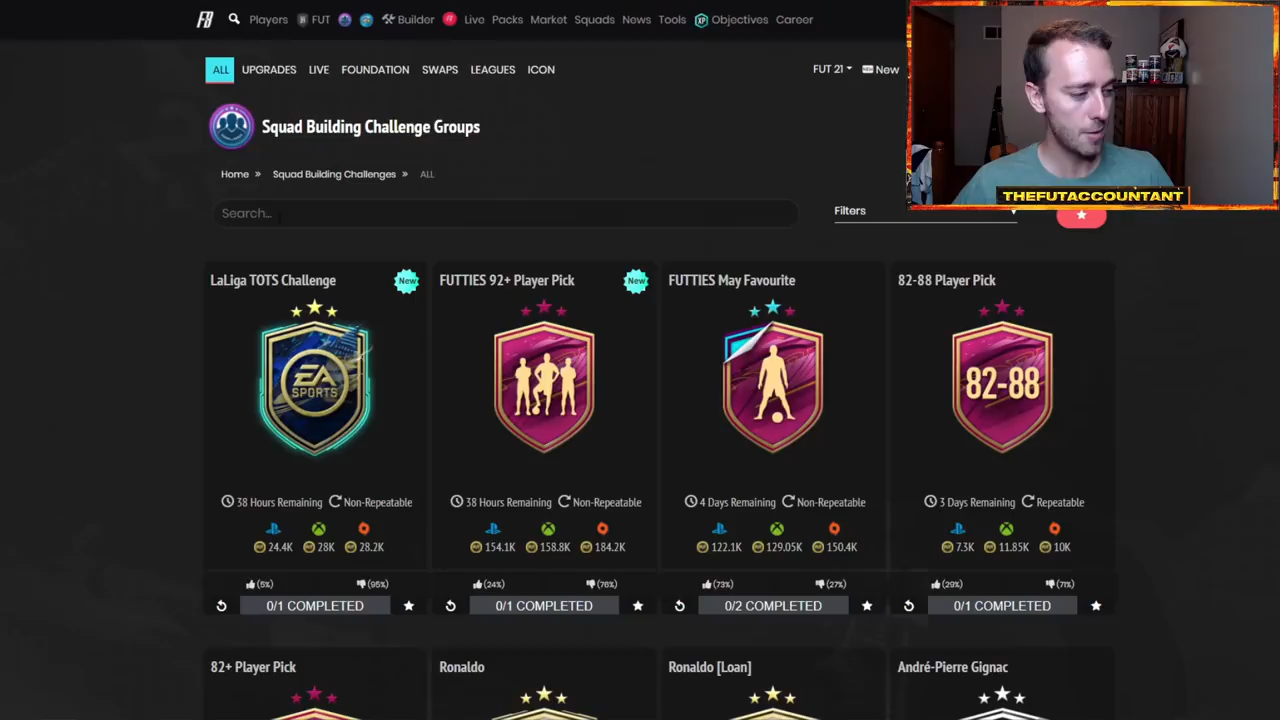 FB Players FUT Builder Live Packs Market Squads News Tools XP Objectives Career
ALL UPGRADES LIVE FOUNDATION SWAPS LEAGUES ICON FUT 21 New
Squad Building Challenge Groups
Home » Squad Building Challenges » ALL
Search... Filters
THEFUTACCOUNTANT
LaLiga TOTS Challenge New
EA SPORTS
38 Hours Remaining Non-Repeatable
24.4K 28K 28.2K
(5%) (95%)
0/1 COMPLETED
FUTTIES 92+ Player Pick New
38 Hours Remaining Non-Repeatable
154.1K 158.8K 184.2K
(24%) (76%)
0/1 COMPLETED
FUTTIES May Favourite
4 Days Remaining Non-Repeatable
122.1K 129.05K 150.4K
(73%) (27%)
0/2 COMPLETED
82-88 Player Pick
82-88
3 Days Remaining Repeatable
7.3K 11.85K 10K
(29%) (71%)
0/1 COMPLETED
82+ Player Pick
Ronaldo
Ronaldo [Loan]
André-Pierre Gignac